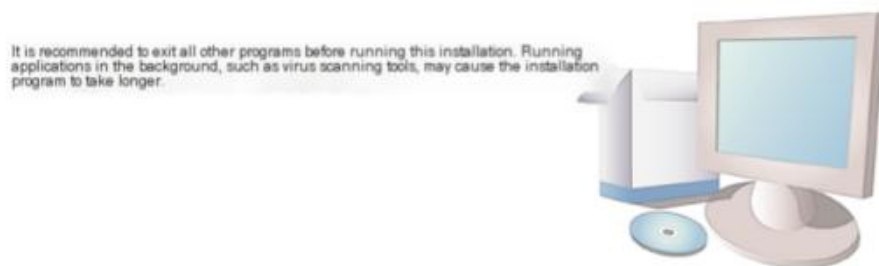 It is recommended to exit all other programs before running this installation. Running
applications in the background, such as virus scanning tools, may cause the installation
program to take longer.